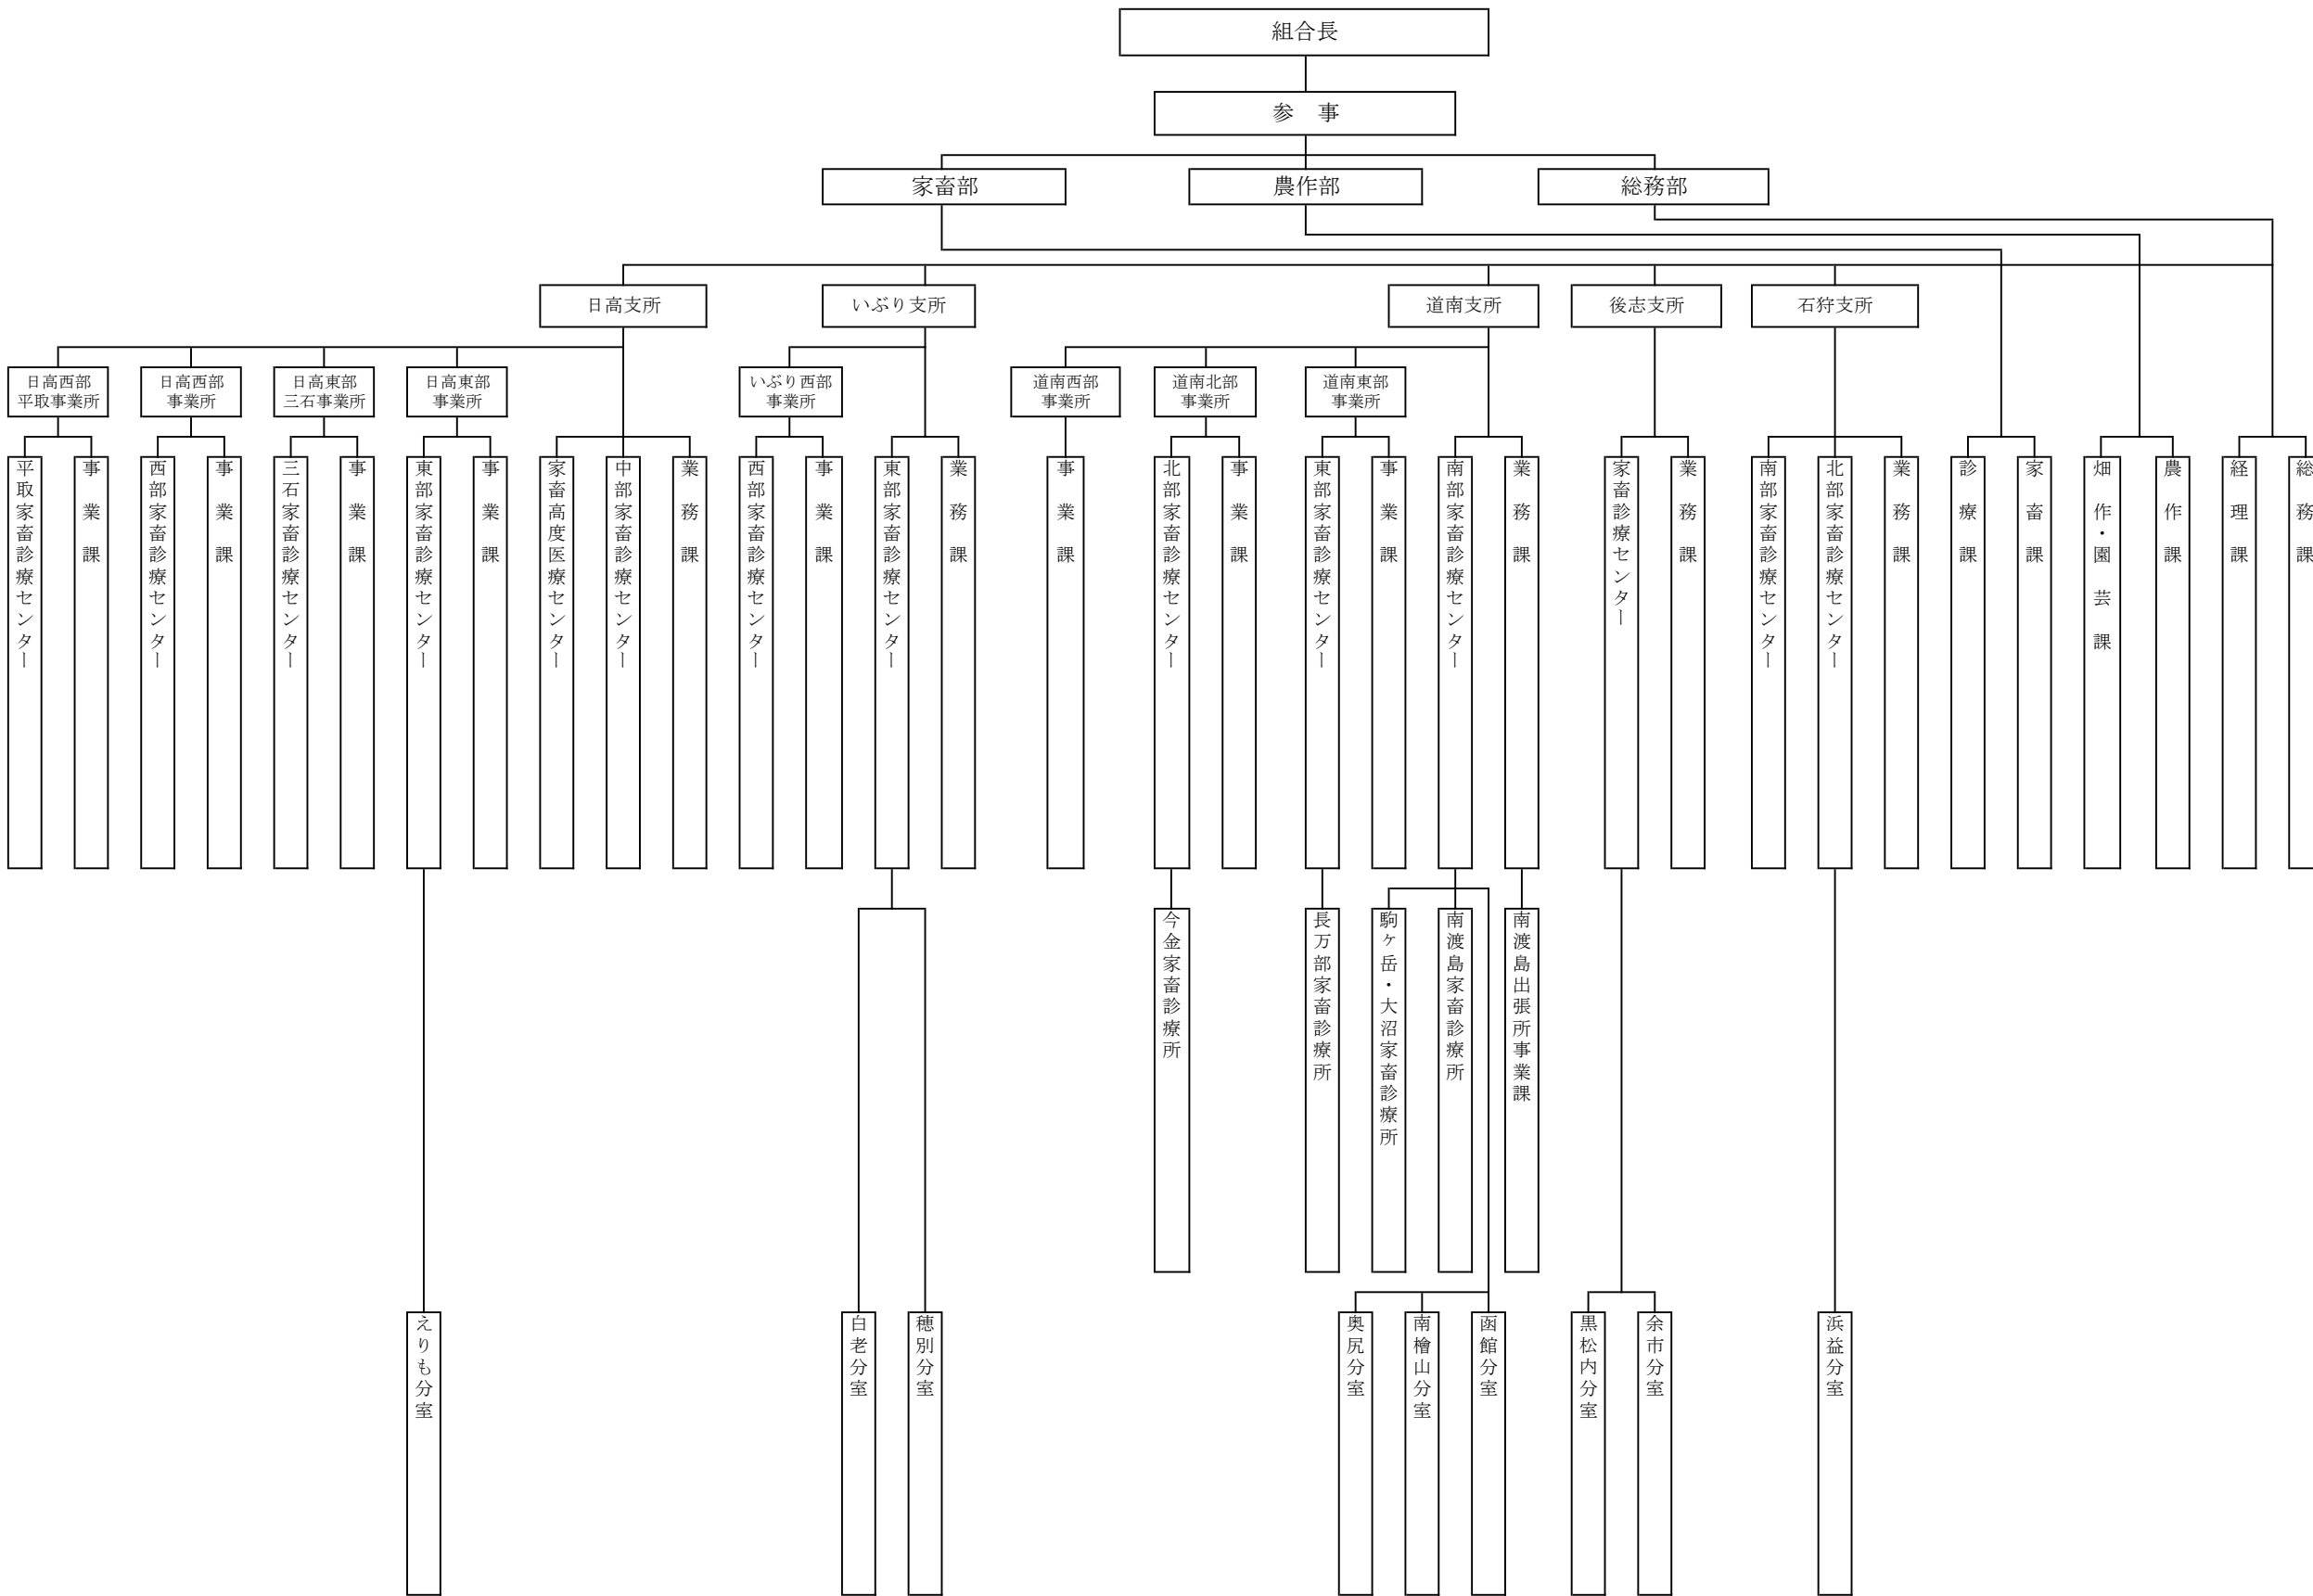 組合長
参　事
家畜部
農作部
総務部
日高支所
いぶり支所
道南支所
後志支所
石狩支所
日高西部
平取事業所
日高西部
事業所
日高東部
三石事業所
日高東部
事業所
いぶり西部
事業所
道南西部
事業所
道南北部
事業所
道南東部
事業所
平取家畜診療センター
事業課
西部家畜診療センター
事業課
三石家畜診療センター
事業課
東部家畜診療センター
事業課
家畜高度医療センター
中部家畜診療センター
業務課
西部家畜診療センター
事業課
東部家畜診療センター
業務課
事業課
北部家畜診療センター
事業課
東部家畜診療センター
事業課
南部家畜診療センター
業務課
家畜診療センター
業務課
南部家畜診療センター
北部家畜診療センター
業務課
診療課
家畜課
畑作・園芸課
農作課
経理課
総務課
今金家畜診療所
長万部家畜診療所
駒ヶ岳・大沼家畜診療所
南渡島家畜診療所
南渡島出張所事業課
えりも分室
白老分室
穂別分室
奥尻分室
南檜山分室
函館分室
黒松内分室
余市分室
浜益分室